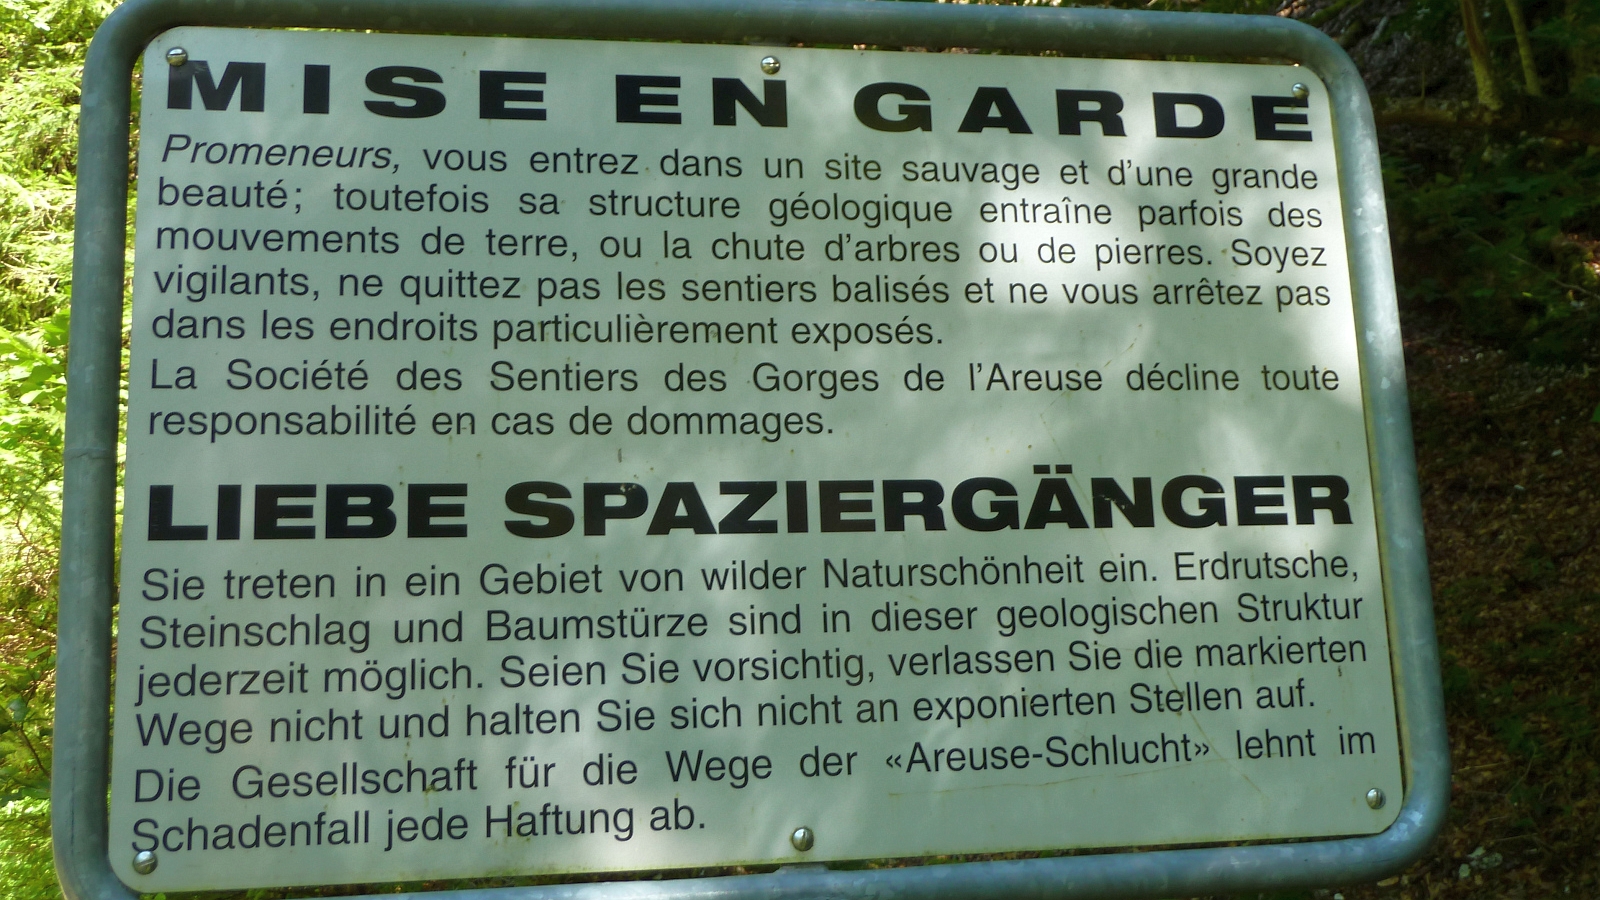 MISE EN GARDE
Promeneurs, vous entrez dans un site sauvage et d'une grande
beauté; toutefois sa structure géologique entraîne parfois des
mouvements de terre, ou la chute d'arbres ou de pierres. Soyez
vigilants, ne quittez pas les sentiers balisés et ne vous arrêtez pas
dans les endroits particulièrement exposés.
La Société des Sentiers des Gorges de l'Areuse décline toute
responsabilité en cas de dommages.
LIEBE SPAZIERGÄNGER
Sie treten in ein Gebiet von wilder Naturschönheit ein. Erdrutsche,
Steinschlag und Baumstürze sind in dieser geologischen Struktur
jederzeit möglich. Seien Sie vorsichtig, verlassen Sie die markierten
Wege nicht und halten Sie sich nicht an exponierten Stellen auf.
Die Gesellschaft für die Wege der «Areuse-Schlucht» lehnt im
Schadenfall jede Haftung ab.